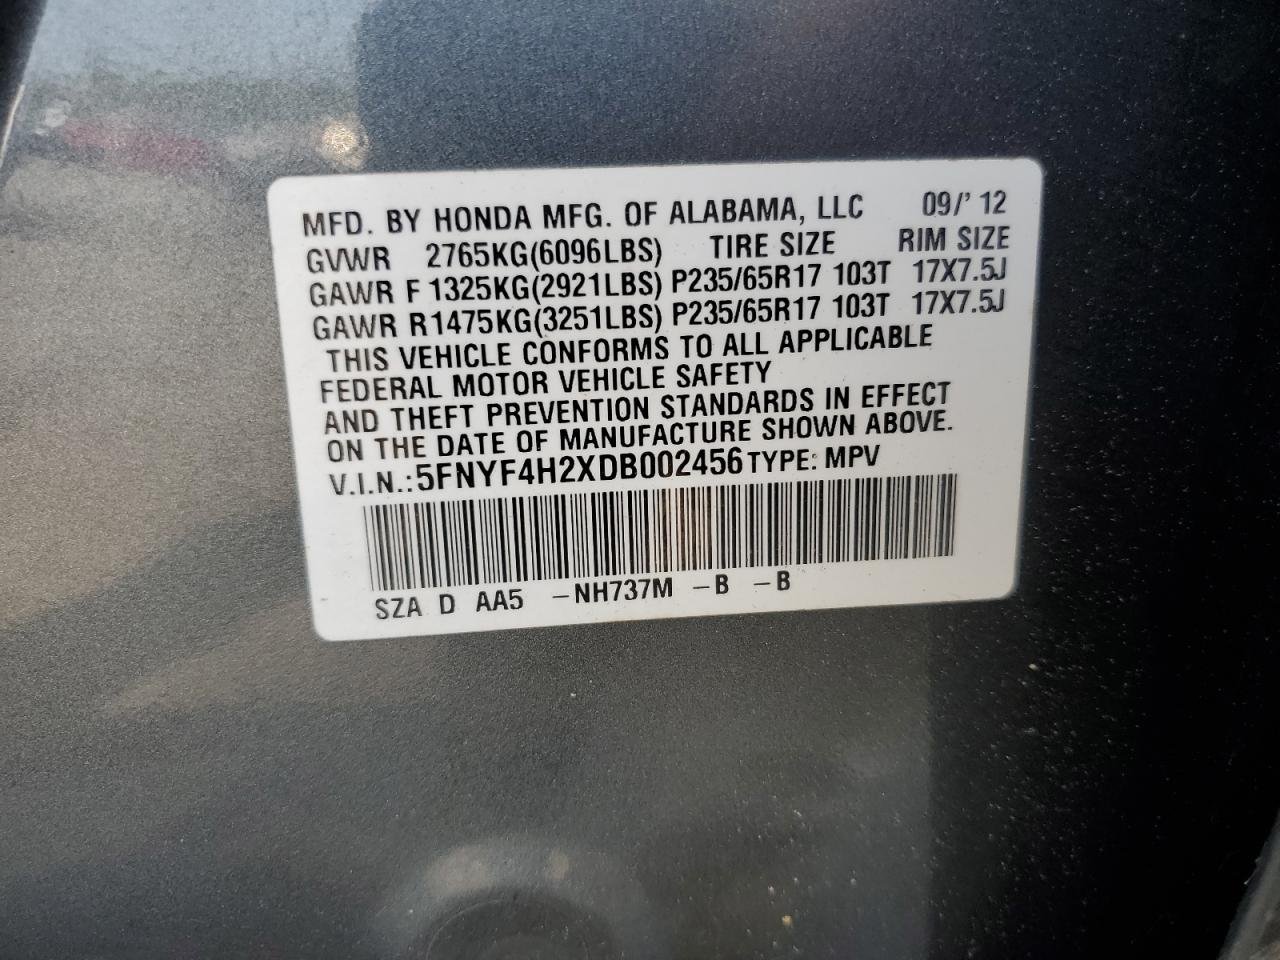 MFD. BY HONDA MFG. OF ALABAMA, LLC 09/' 12
GVWR 2765KG(6096LBS) TIRE SIZE RIM SIZE
GAWR F 1325KG(2921LBS) P235/65R17 103T 17X7.5J
GAWR R1475KG(3251LBS) P235/65R17 103T 17X7.5J
THIS VEHICLE CONFORMS TO ALL APPLICABLE
FEDERAL MOTOR VEHICLE SAFETY
AND THEFT PREVENTION STANDARDS IN EFFECT
ON THE DATE OF MANUFACTURE SHOWN ABOVE.
V.I.N.:5FNYF4H2XDB002456 TYPE: MPV
SZA D AA5 -NH737M -B -B